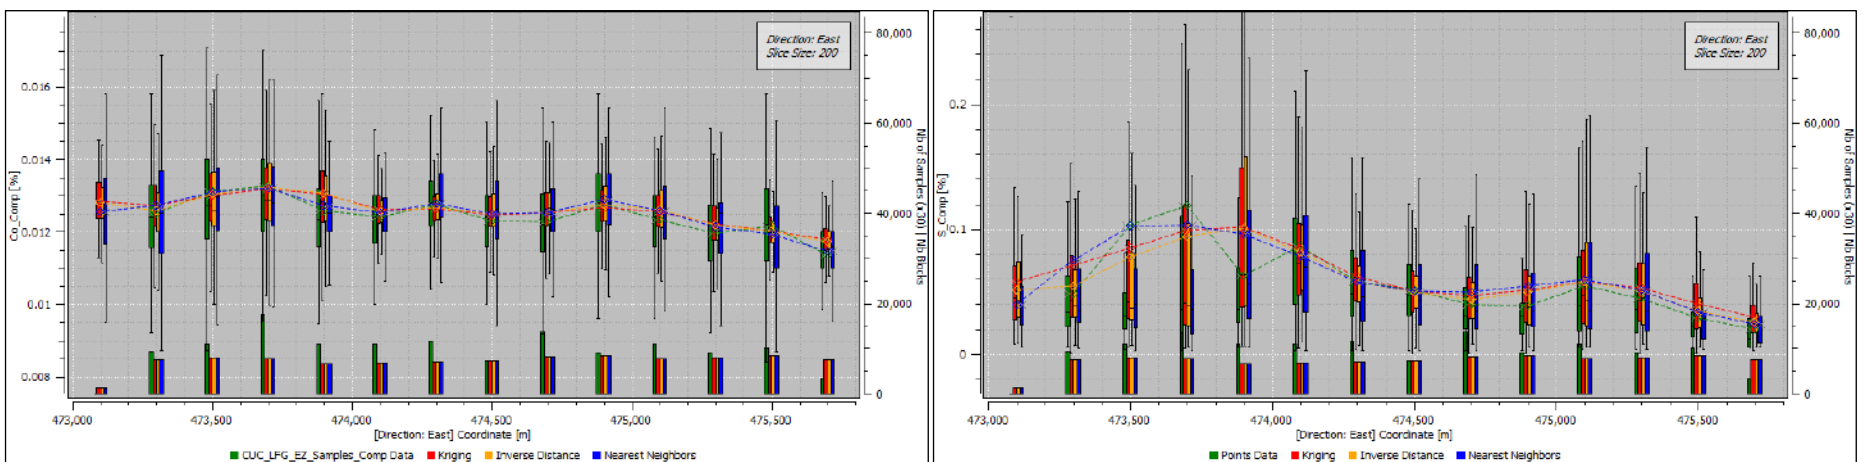 Direction: East
Slice Size: 200
Co_Comp [%]
0.016
0.014
0.012
0.01
0.008
80,000
60,000
40,000
20,000
0
Nb of Samples (x30) | Nb Blocks
473,000
473,500
474,000
474,500
475,000
475,500
[Direction: East] Coordinate [m]
CUC_LFG_EZ_Samples_Comp Data Kriging Inverse Distance Nearest Neighbors
Direction: East
Slice Size: 200
S_Comp [%]
0.2
0.1
0
80,000
60,000
40,000
20,000
0
Nb of Samples (x30) | Nb Blocks
473,000
473,500
474,000
474,500
475,000
475,500
[Direction: East] Coordinate [m]
Points Data Kriging Inverse Distance Nearest Neighbors